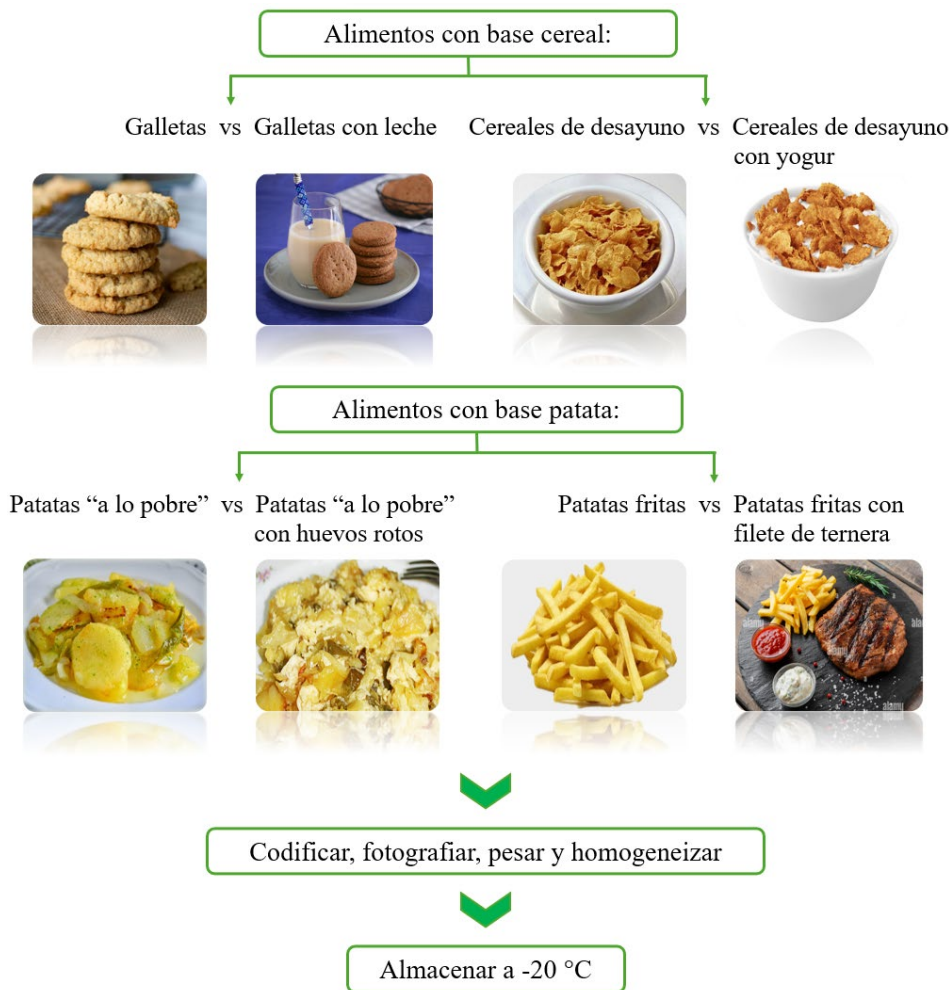 Alimentos con base cereal:
Galletas vs Galletas con leche
Cereales de desayuno vs Cereales de desayuno
con yogur
Alimentos con base patata:
Patatas “a lo pobre” vs Patatas “a lo pobre”
con huevos rotos
Patatas fritas vs Patatas fritas con
filete de ternera
alamy
alamy
Codificar, fotografiar, pesar y homogeneizar
Almacenar a -20 °C